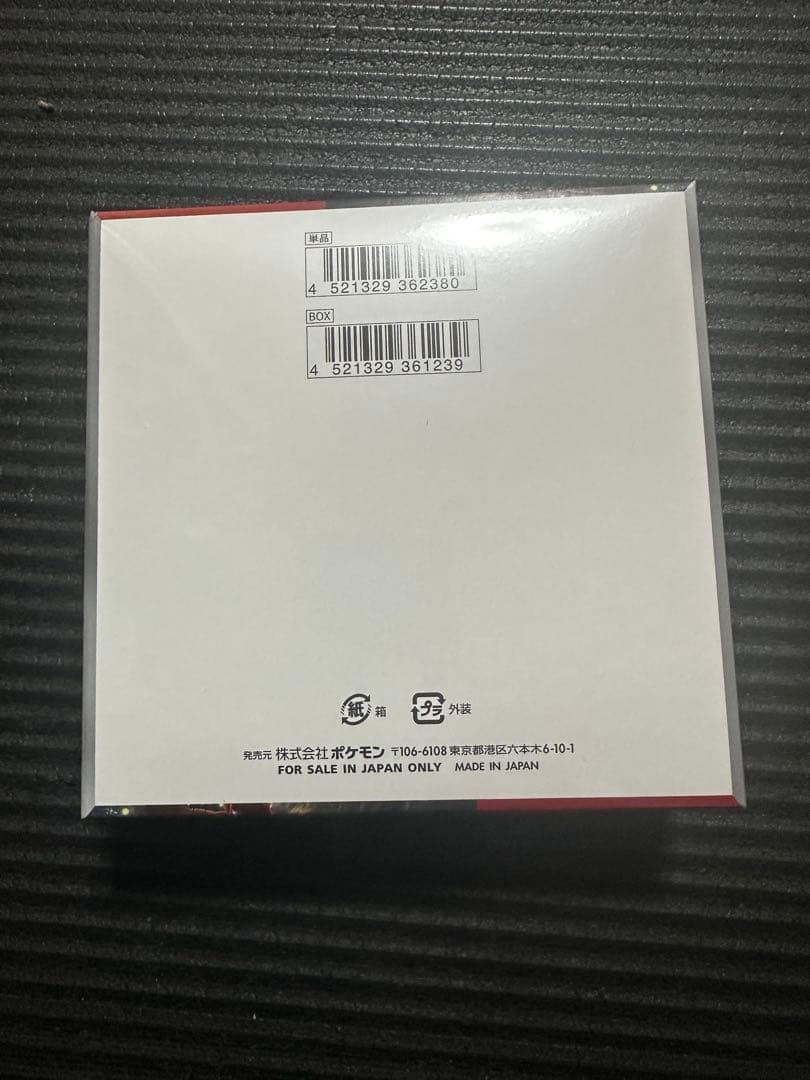 単品
4 521329 362380
BOX
4 521329 361239
紙 箱 プラ 外装
発売元 株式会社 ポケモン 〒106-6108 東京都港区六本木6-10-1
FOR SALE IN JAPAN ONLY MADE IN JAPAN